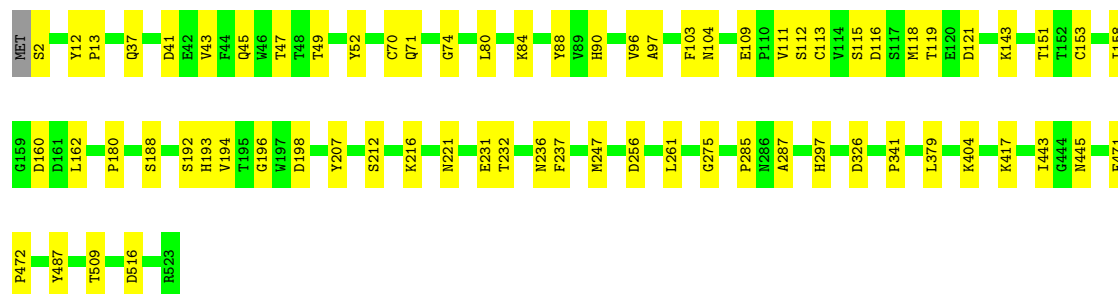 MET S2 Y12 P13 Q37 D41 E42 V43 F44 Q45 W46 T47 T48 T49 Y52 C70 Q71 G74 L80 K84 Y88 V89 H90 V96 A97 F103 N104 E109 P110 V111 S112 C113 V114 S115 D116 S117 M118 T119 E120 D121 K143 T151 T152 C153 I158
G159 D160 D161 L162 P180 S188 S192 H193 V194 T195 G196 W197 D198 Y207 S212 K216 N221 E231 T232 N236 F237 M247 D256 L261 G275 P285 N286 A287 H297 D326 P341 L379 K404 K417 I443 G444 N445
P472 Y487 T509 D516 R523